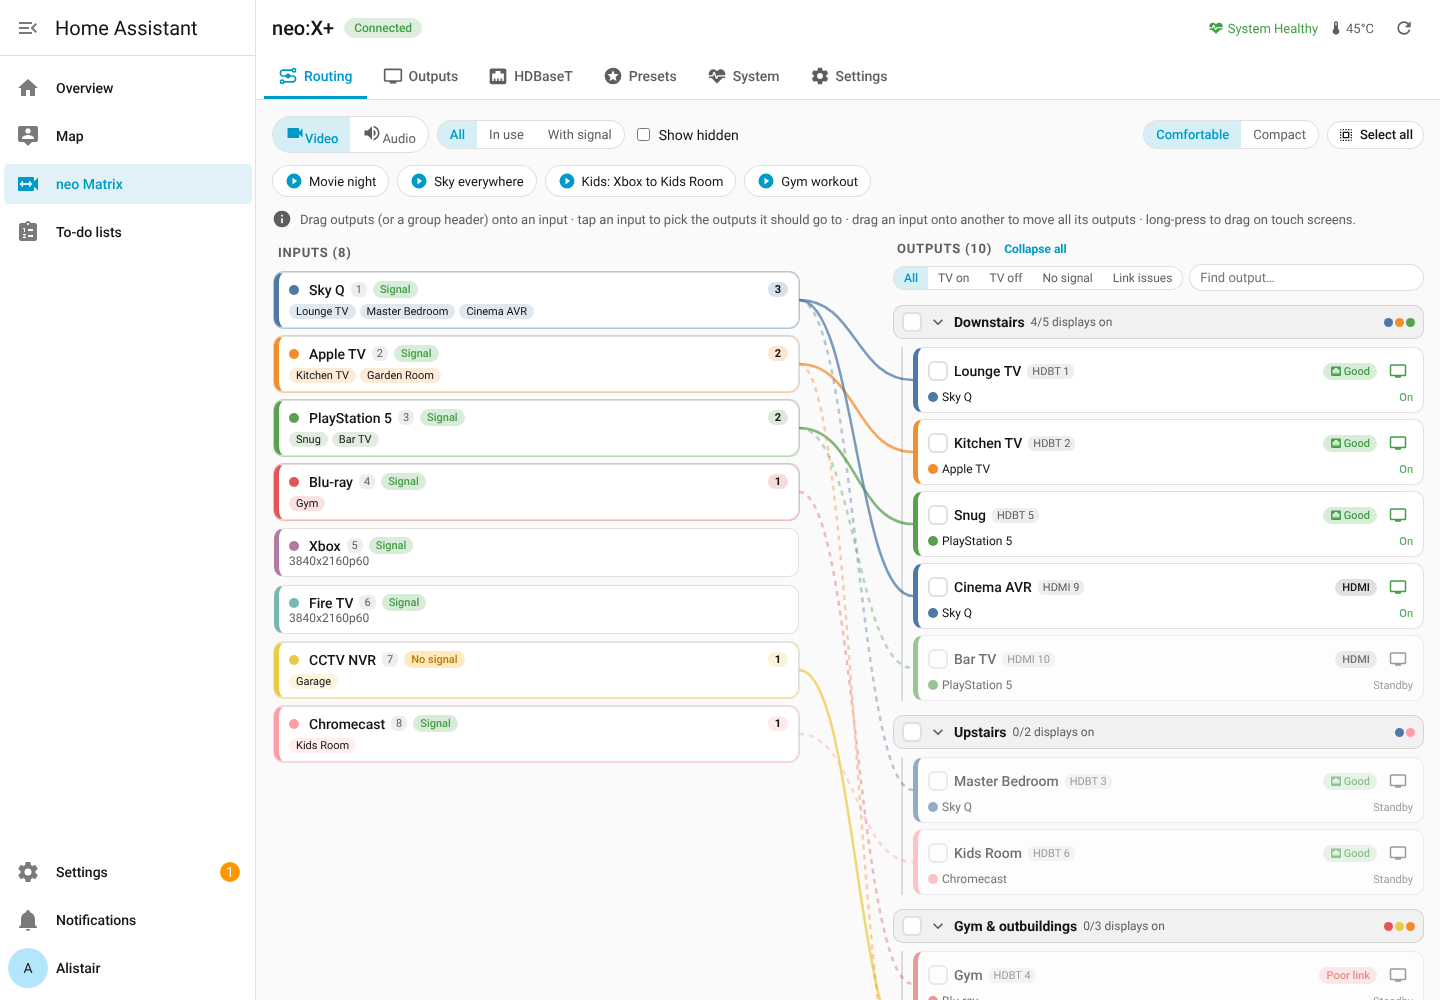 Home Assistant
Overview
Map
neo Matrix
To-do lists
Settings
1
Notifications
A
Alistair
neo:X+
Connected
System Healthy
45°C
Routing
Outputs
HDBaseT
Presets
System
Settings
Video
Audio
All
In use
With signal
Show hidden
Comfortable
Compact
Select all
Movie night
Sky everywhere
Kids: Xbox to Kids Room
Gym workout
Drag outputs (or a group header) onto an input · tap an input to pick the outputs it should go to · drag an input onto another to move all its outputs · long-press to drag on touch screens.
INPUTS (8)
Sky Q 1 Signal 3
Lounge TV Master Bedroom Cinema AVR
Apple TV 2 Signal 2
Kitchen TV Garden Room
PlayStation 5 3 Signal 2
Snug Bar TV
Blu-ray 4 Signal 1
Gym
Xbox 5 Signal
3840x2160p60
Fire TV 6 Signal
3840x2160p60
CCTV NVR 7 No signal 1
Garage
Chromecast 8 Signal 1
Kids Room
OUTPUTS (10) Collapse all
All TV on TV off No signal Link issues Find output…
Downstairs 4/5 displays on
Lounge TV HDBT 1 Good
Sky Q On
Kitchen TV HDBT 2 Good
Apple TV On
Snug HDBT 5 Good
PlayStation 5 On
Cinema AVR HDMI 9 HDMI
Sky Q On
Bar TV HDMI 10 HDMI
PlayStation 5 Standby
Upstairs 0/2 displays on
Master Bedroom HDBT 3 Good
Sky Q Standby
Kids Room HDBT 6 Good
Chromecast Standby
Gym & outbuildings 0/3 displays on
Gym HDBT 4 Poor link
Blu-ray Standby